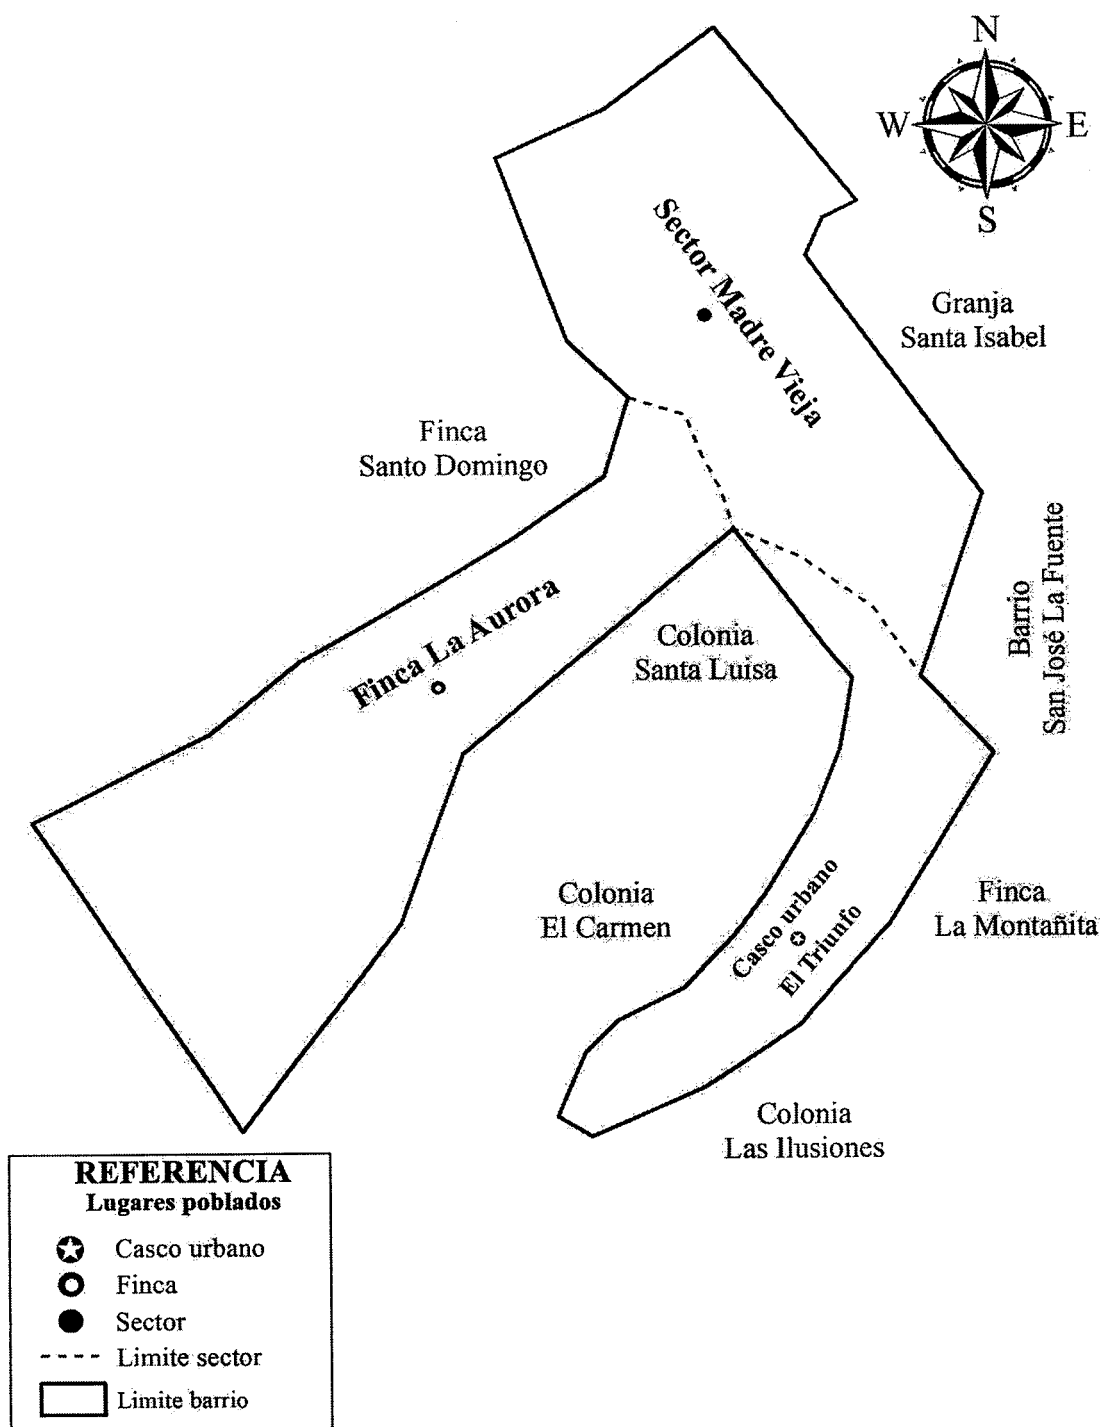 N
W E
S
Sector Madre Vieja
Granja
Santa Isabel
Finca
Santo Domingo
Barrio
San José La Fuente
Finca La Aurora
Colonia
Santa Luisa
Colonia
El Carmen
Casco urbano
El Triunfo
Finca
La Montañita
Colonia
Las Ilusiones
REFERENCIA
Lugares poblados
Casco urbano
Finca
Sector
Limite sector
Limite barrio